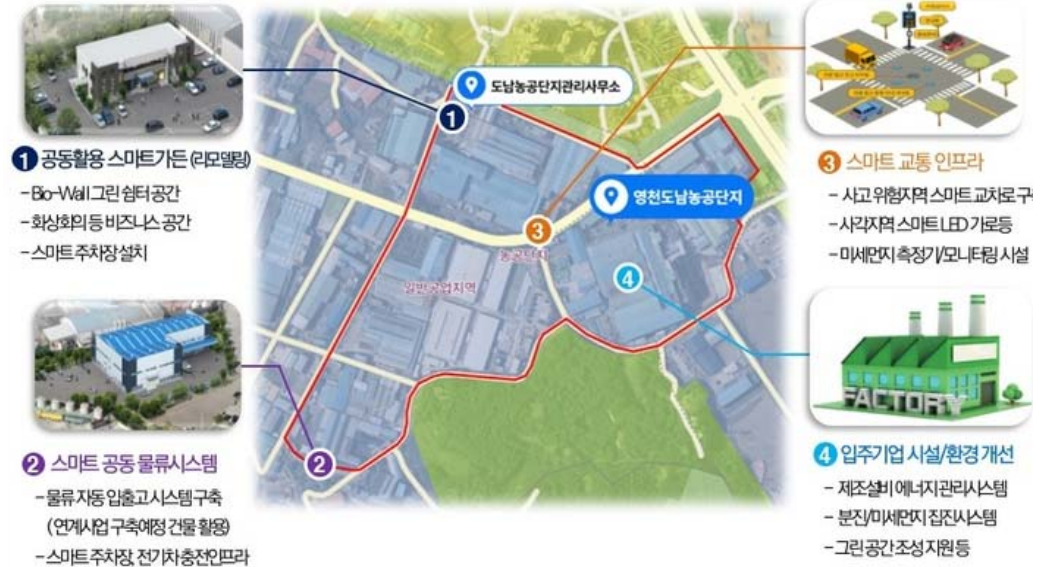 1 공동활용 스마트가든 (리모델링)
- Bio-Wall 그린 쉼터 공간
- 화상회의 등 비즈니스 공간
- 스마트 주차장 설치
2 스마트 공동 물류시스템
- 물류 자동 입출고 시스템 구축
(연계사업 구축예정 건물 활용)
- 스마트 주차장, 전기차 충전인프라
도남농공단지관리사무소
1
영천도남농공단지
3
농공단지
4
일반공업지역
2
3 스마트 교통 인프라
- 사고 위험지역 스마트 교차로 구
- 사각지역 스마트 LED 가로등
- 미세먼지 측정기/모니터링 시설
FACTORY
4 입주기업 시설/환경 개선
- 제조설비 에너지 관리시스템
- 분진/미세먼지 집진시스템
- 그린 공간 조성 지원 등